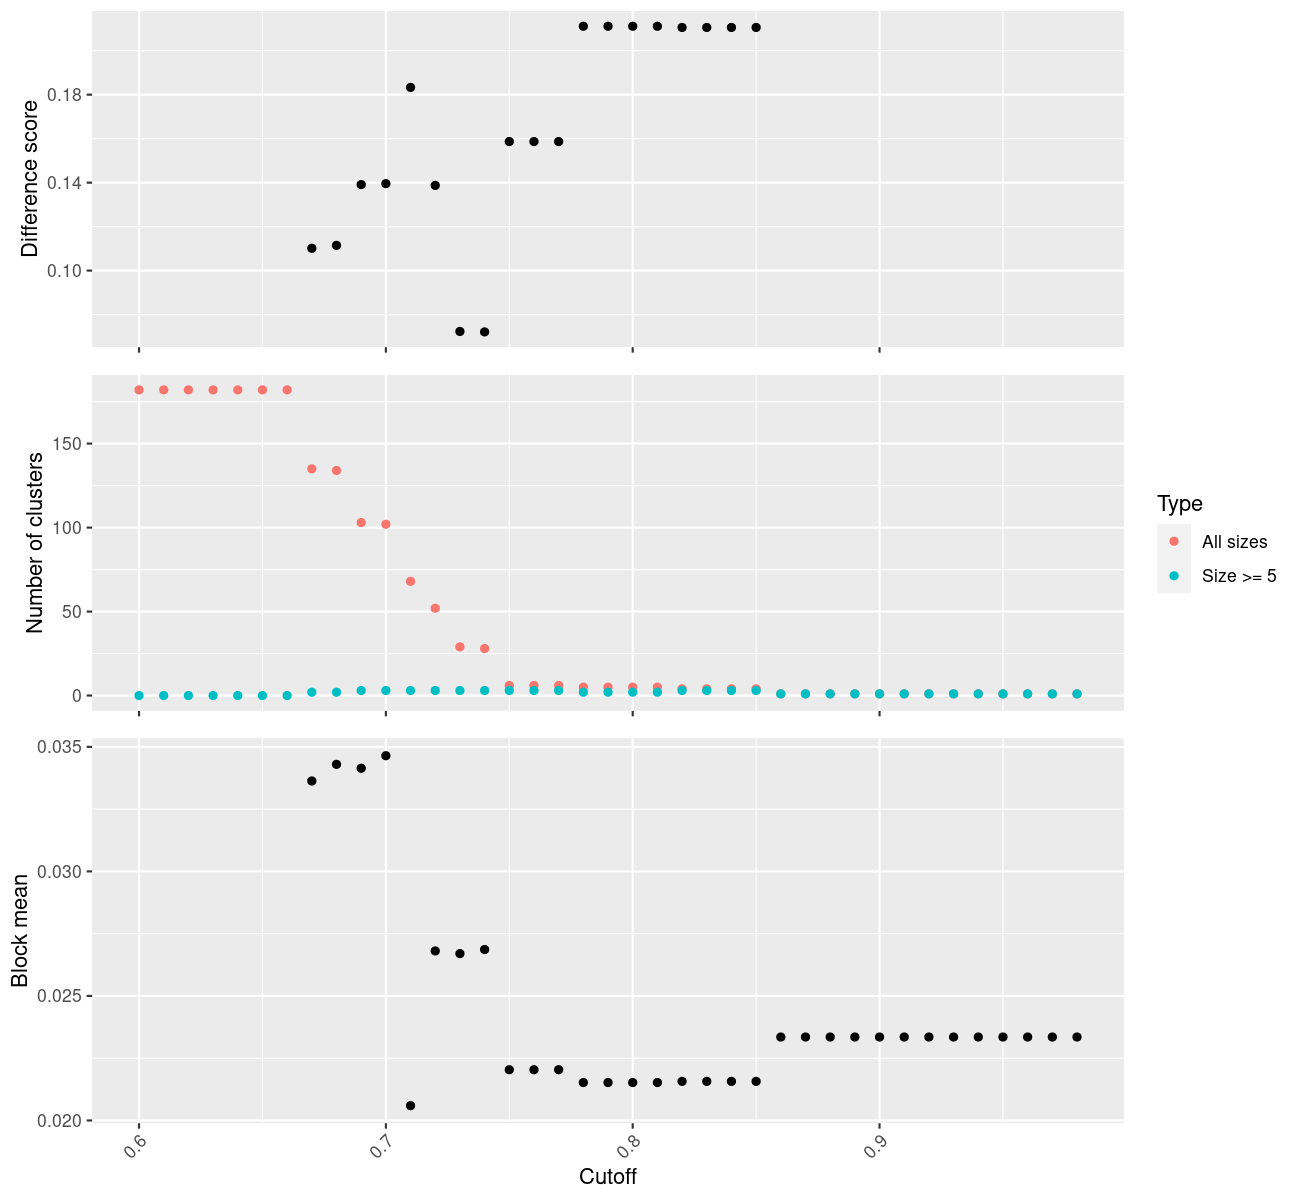 Difference score
0.18
0.14
0.10
Number of clusters
150
100
50
0
Type
All sizes
Size >= 5
Block mean
0.035
0.030
0.025
0.020
0.6
0.7
0.8
0.9
Cutoff